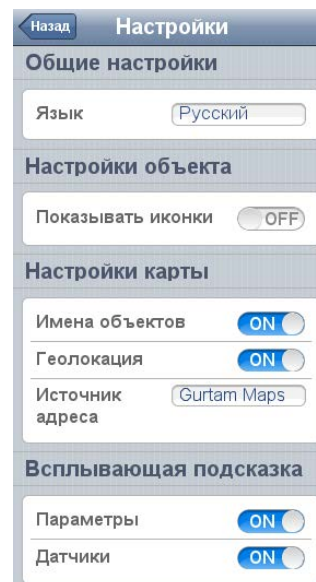 Назад Настройки
Общие настройки
Язык Русский
Настройки объекта
Показывать иконки OFF
Настройки карты
Имена объектов ON
Геолокация ON
Источник Gurtam Maps
адреса
Всплывающая подсказка
Параметры ON
Датчики ON